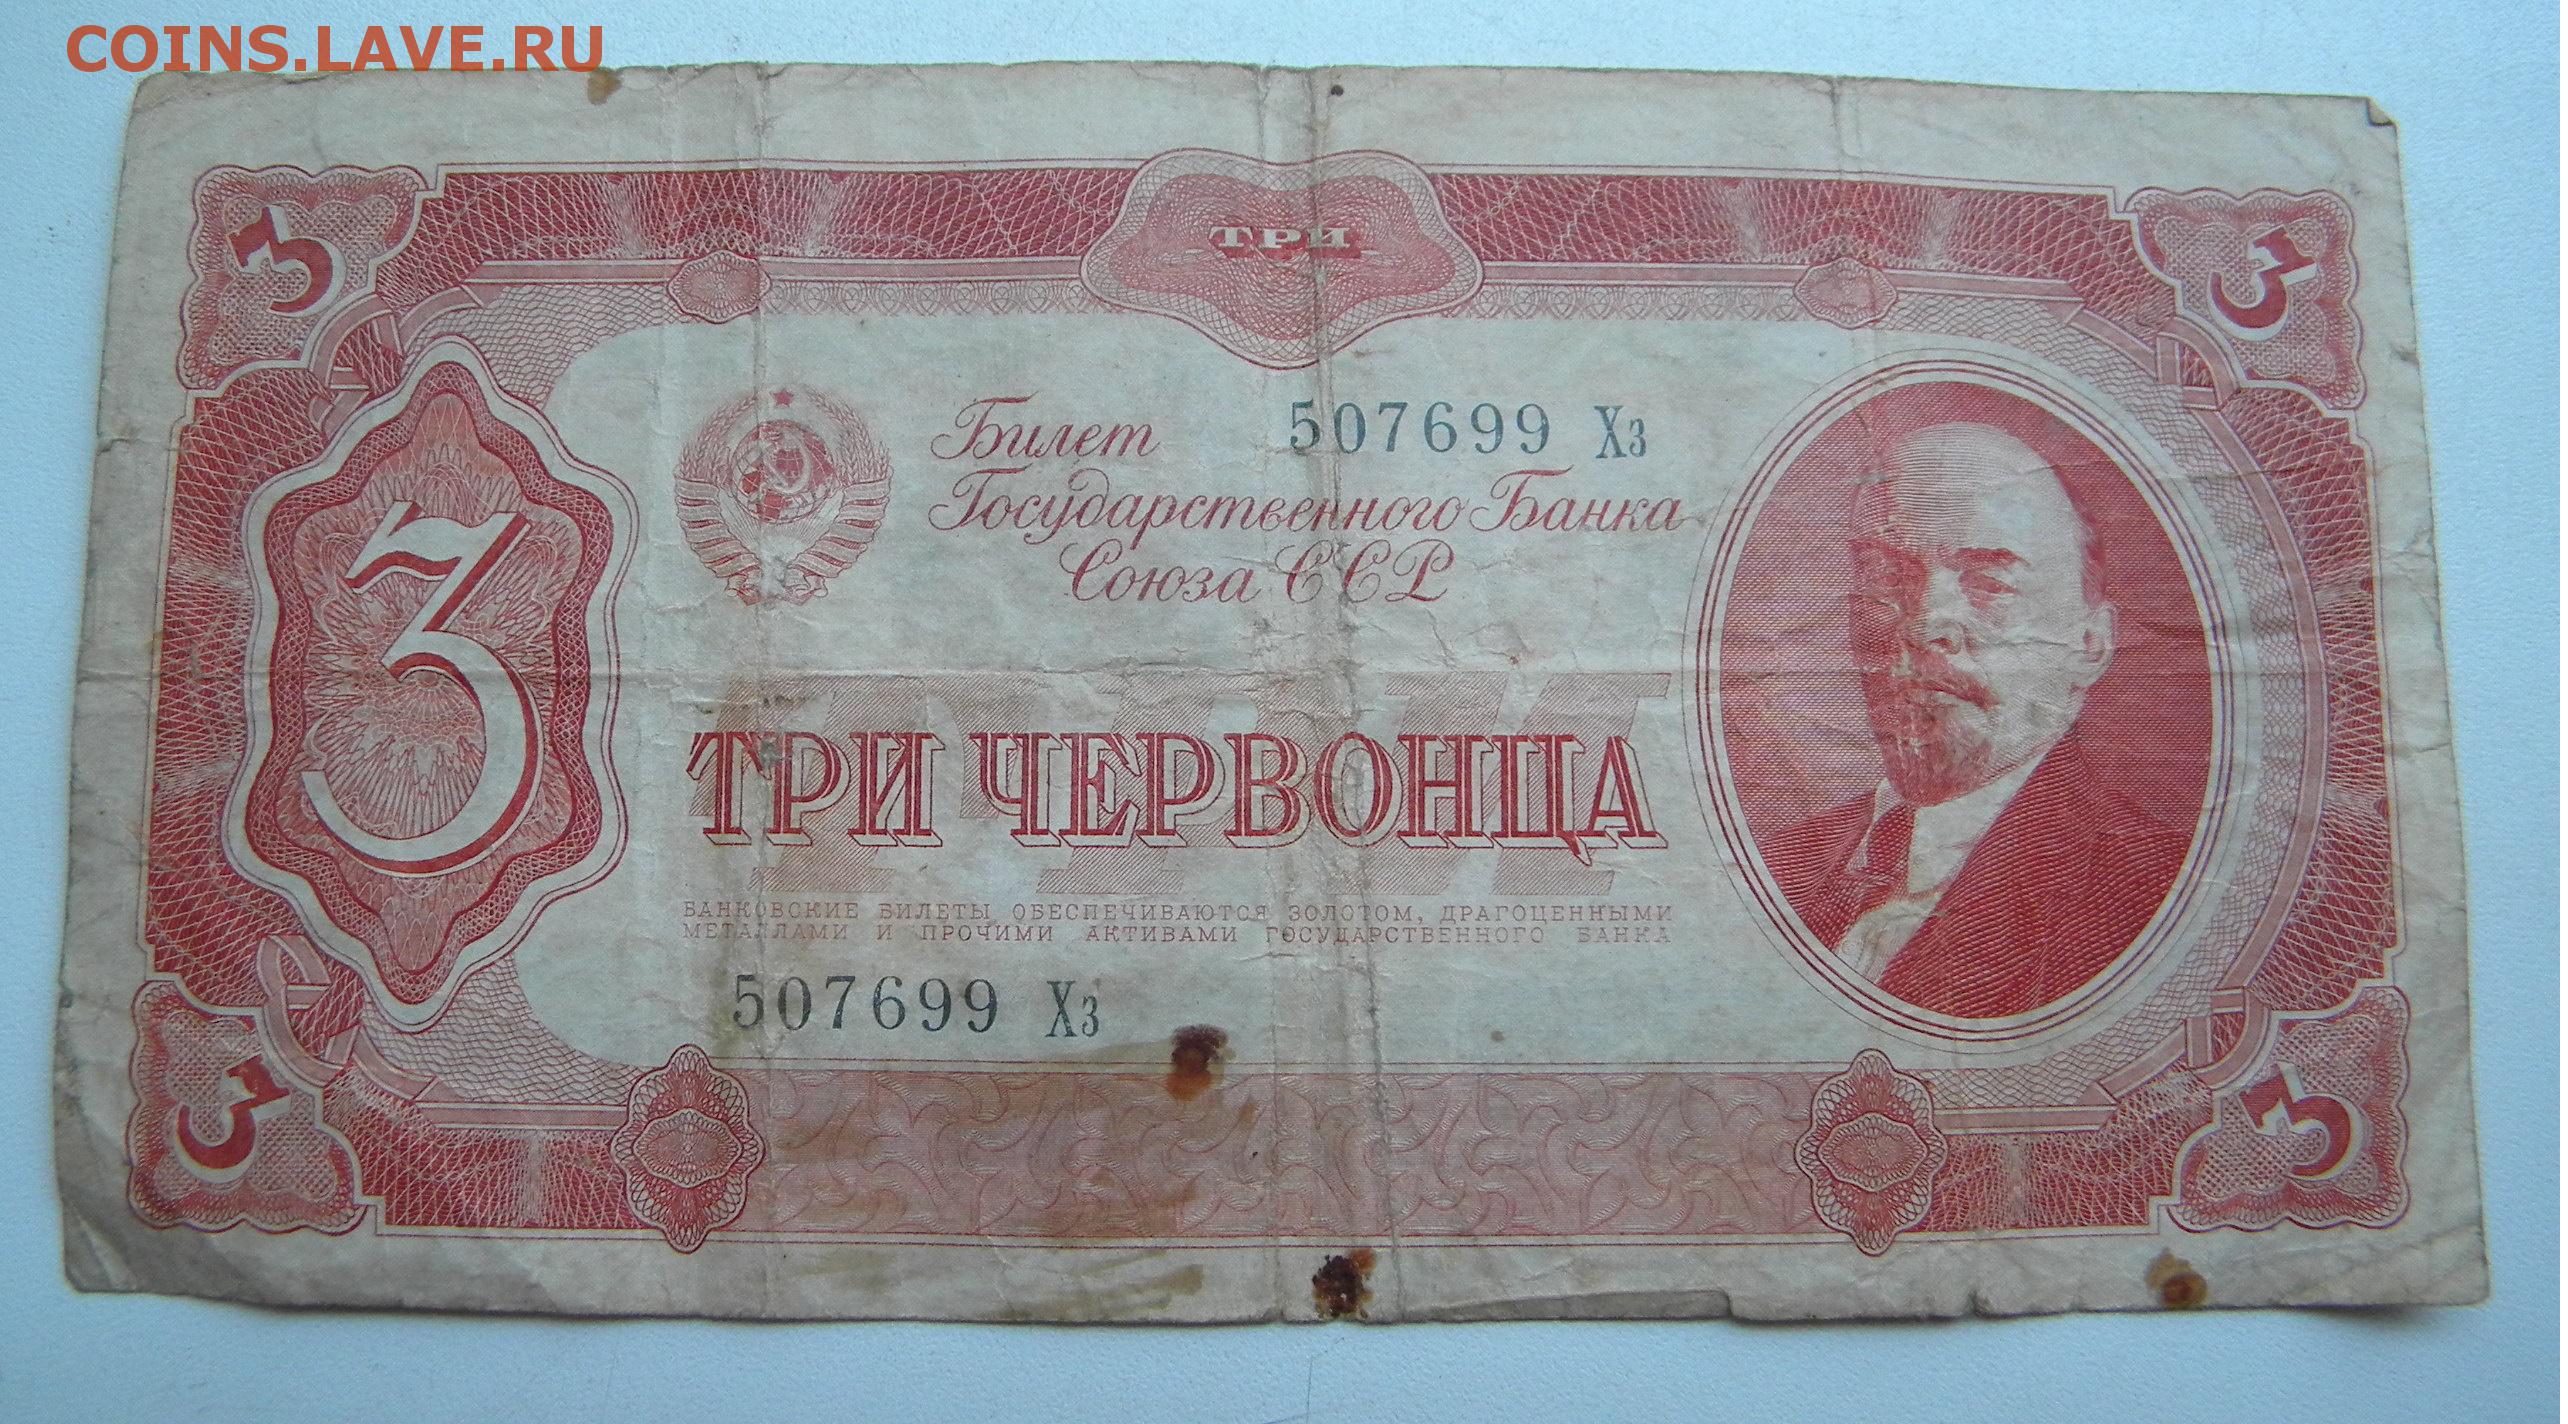 COINS.LAVE.RU
ТРИ
3
3
Билет 507699 Хз
Государственного Банка
Союза ССР
3
ТРИ
ТРИ ЧЕРВОНЦА
БАНКОВСКИЕ БИЛЕТЫ ОБЕСПЕЧИВАЮТСЯ ЗОЛОТОМ, ДРАГОЦЕННЫМИ
МЕТАЛЛАМИ И ПРОЧИМИ АКТИВАМИ ГОСУДАРСТВЕННОГО БАНКА
507699 Хз
3
3